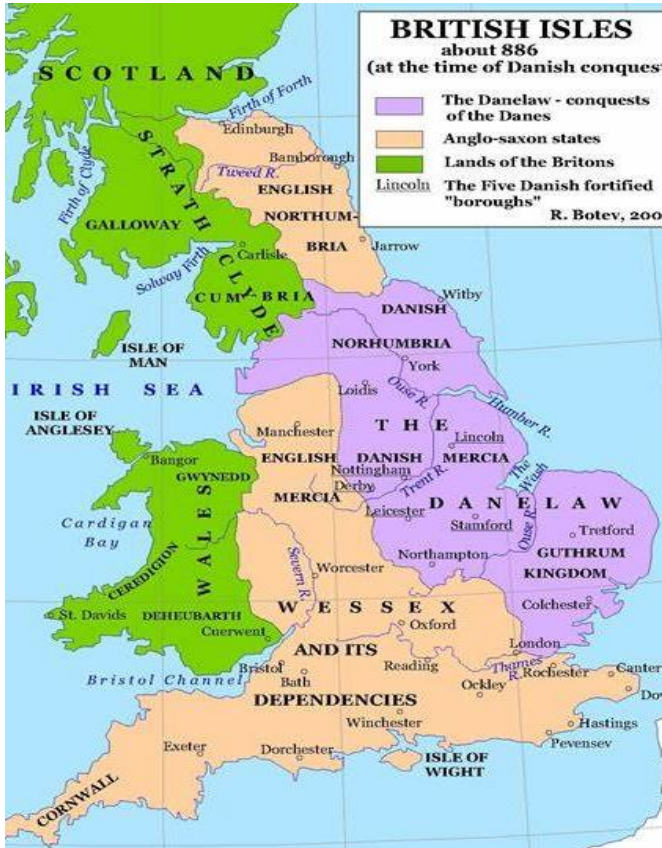 BRITISH ISLES
about 886
(at the time of Danish conquest
The Danelaw - conquests
of the Danes
Anglo-saxon states
Lands of the Britons
Lincoln The Five Danish fortified
"boroughs"
R. Botev, 200
SCOTLAND
Firth of Forth
Edinburgh
Bamborough
Firth of Clyde
STRATH CLYDE
Tweed R.
ENGLISH
NORTHUM-
BRIA
GALLOWAY
Carlisle
Jarrow
Solway Firth
CUM-BRIA
DANISH
Witby
ISLE OF
MAN
NORHUMBRIA
York
IRISH SEA
Loidis
Ouse R.
Humber R.
ISLE OF
ANGLESEY
Manchester
THE
Lincoln
Bangor
ENGLISH
DANISH
MERCIA
GWYNEDD
Nottingham
Trent R.
The Wash
MERCIA
Derby
DANELAW
Cardigan
Bay
WALES
Leicester
Stamford
Ouse R.
Tretford
CEREDIGION
Severn R.
Northampton
GUTHRUM
KINGDOM
Worcester
St. Davids
DEHEUBARTH
WESSEX
Colchester
Cuerwent
Oxford
AND ITS
London
Bristol Channel
Bristol
Reading
Thames R.
Rochester
Canter
Bath
DEPENDENCIES
Ockley
Do
Winchester
Hastings
Exeter
Dorchester
ISLE OF
WIGHT
Pevensev
CORNWALL